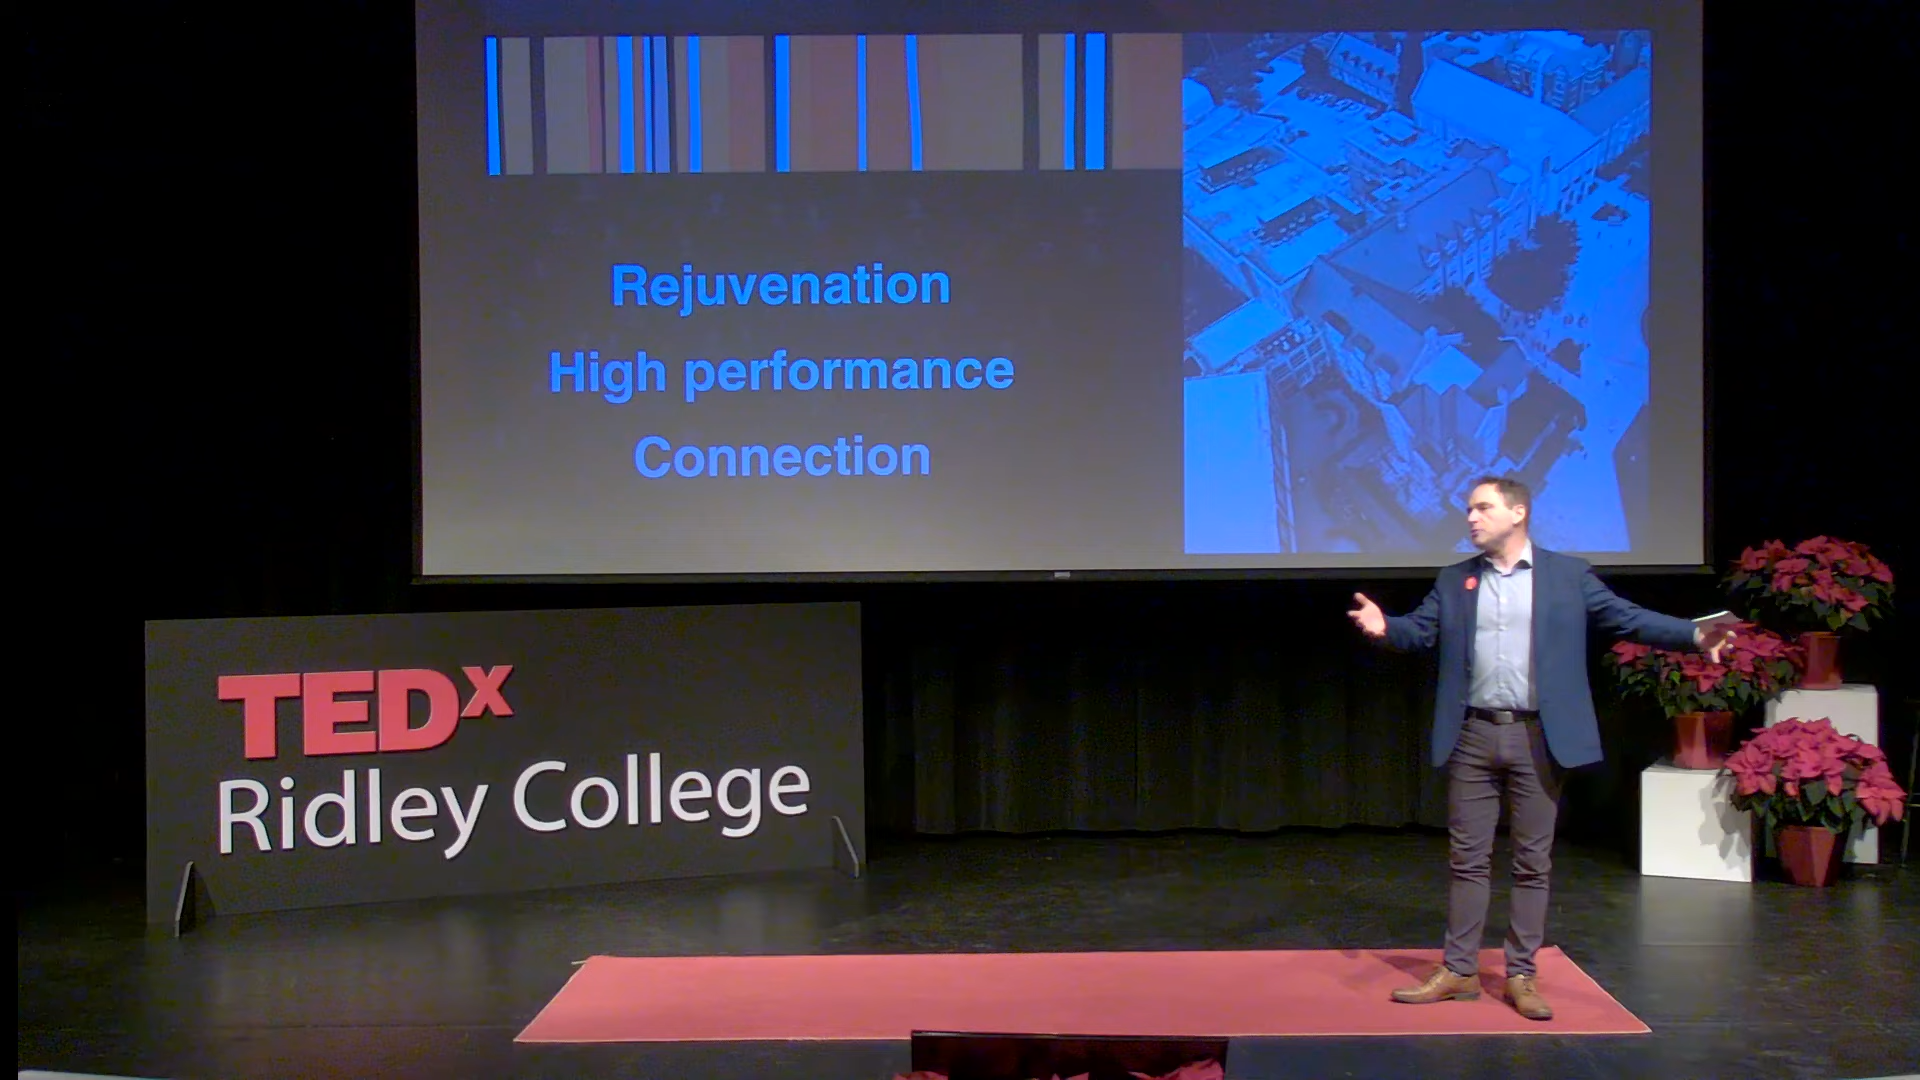 Rejuvenation
High performance
Connection
TEDx
Ridley College